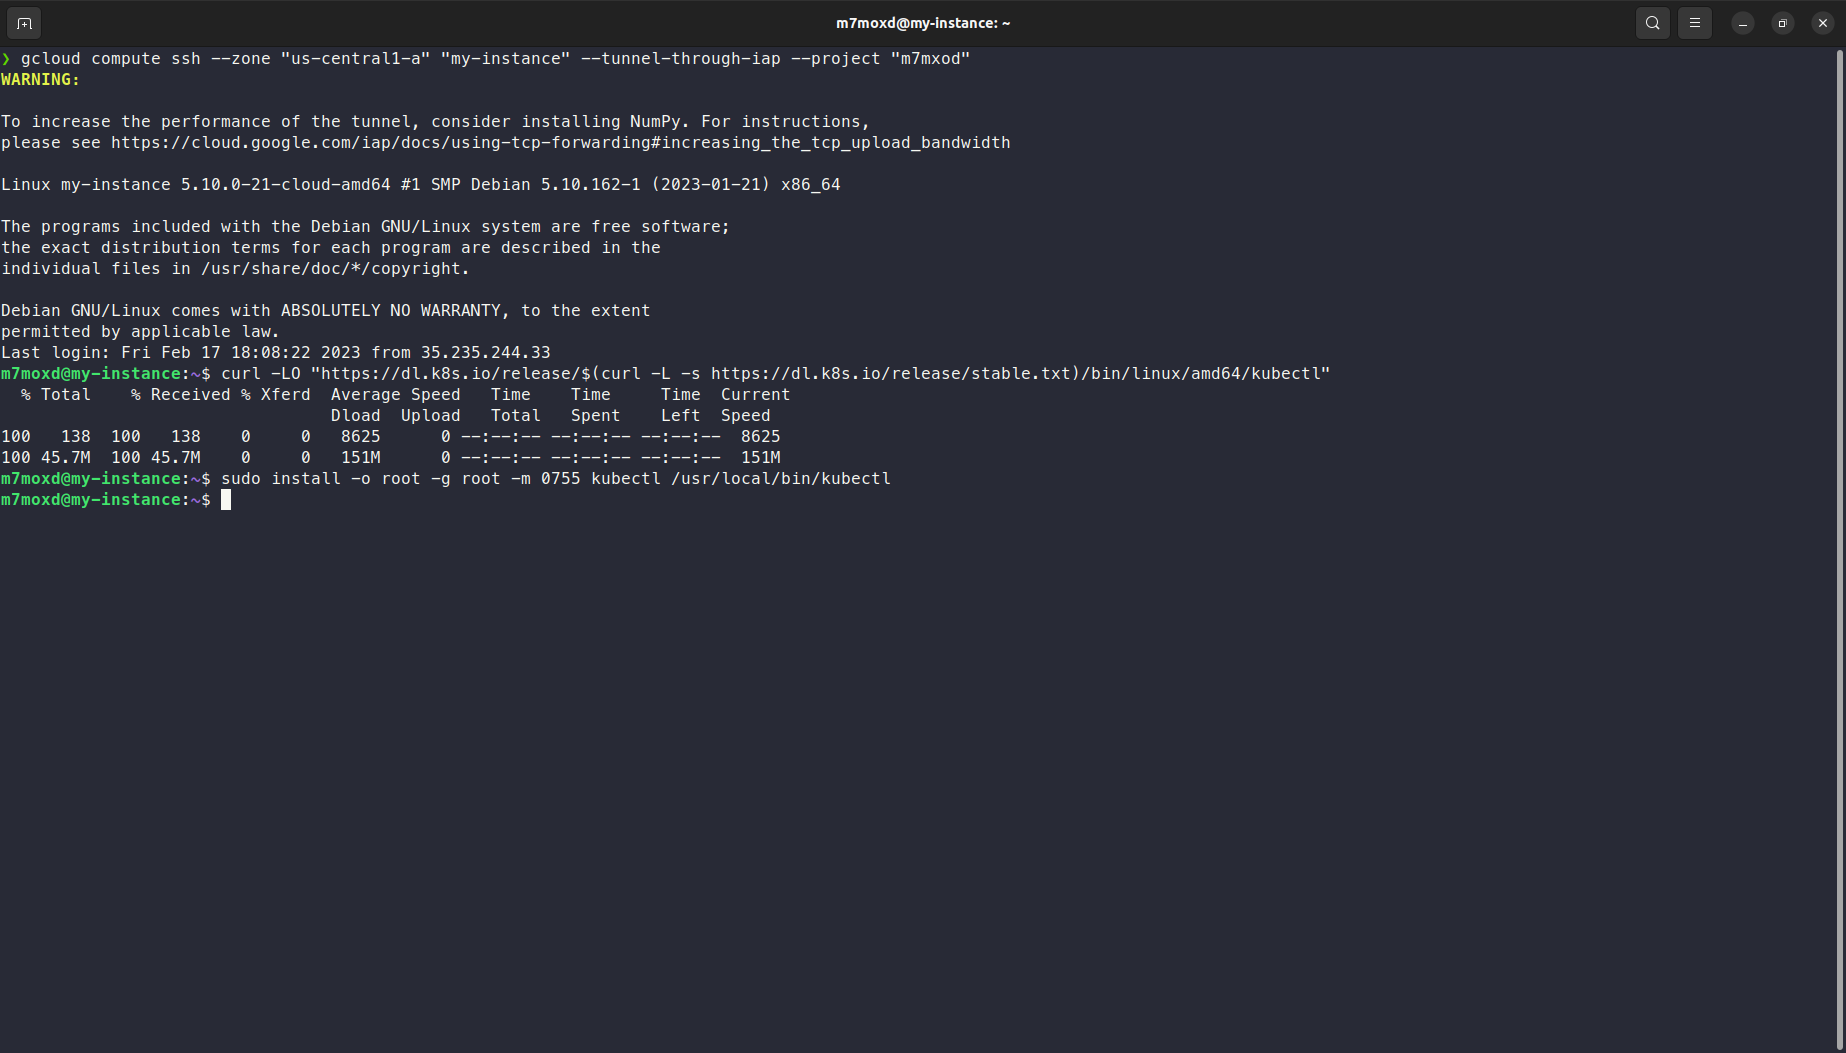 m7moxd@my-instance: ~
❯ gcloud compute ssh --zone "us-central1-a" "my-instance" --tunnel-through-iap --project "m7mxod"
WARNING:
To increase the performance of the tunnel, consider installing NumPy. For instructions,
please see https://cloud.google.com/iap/docs/using-tcp-forwarding#increasing_the_tcp_upload_bandwidth
Linux my-instance 5.10.0-21-cloud-amd64 #1 SMP Debian 5.10.162-1 (2023-01-21) x86_64
The programs included with the Debian GNU/Linux system are free software;
the exact distribution terms for each program are described in the
individual files in /usr/share/doc/*/copyright.
Debian GNU/Linux comes with ABSOLUTELY NO WARRANTY, to the extent
permitted by applicable law.
Last login: Fri Feb 17 18:08:22 2023 from 35.235.244.33
m7moxd@my-instance:~$ curl -LO "https://dl.k8s.io/release/$(curl -L -s https://dl.k8s.io/release/stable.txt)/bin/linux/amd64/kubectl"
  % Total    % Received % Xferd  Average Speed   Time    Time     Time  Current
                                 Dload  Upload   Total   Spent    Left  Speed
100   138  100   138    0     0   8625      0 --:--:-- --:--:-- --:--:--  8625
100 45.7M  100 45.7M    0     0   151M      0 --:--:-- --:--:-- --:--:--  151M
m7moxd@my-instance:~$ sudo install -o root -g root -m 0755 kubectl /usr/local/bin/kubectl
m7moxd@my-instance:~$